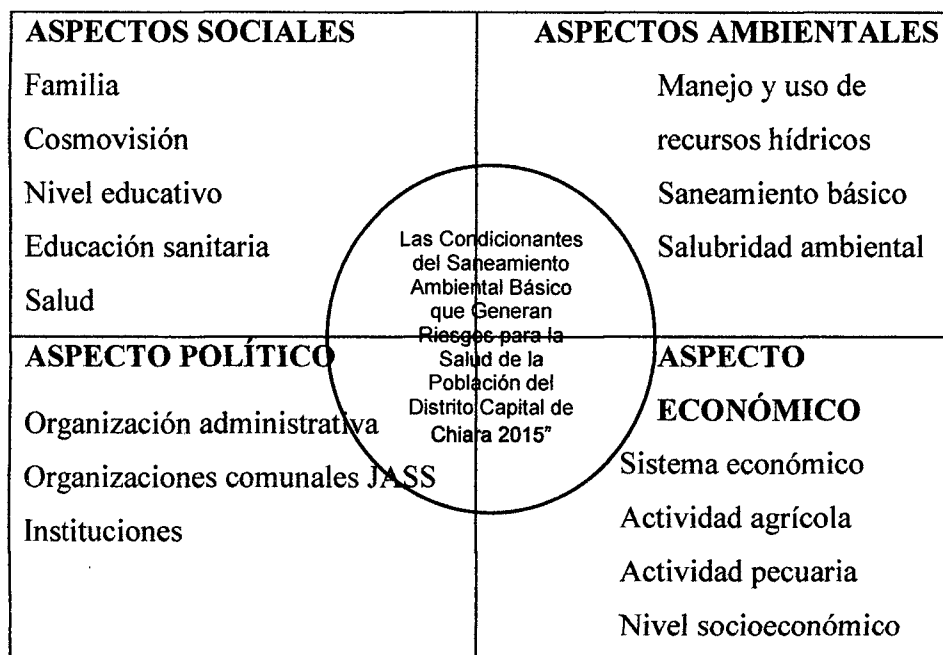 ASPECTOS SOCIALES
Familia
Cosmovisión
Nivel educativo
Educación sanitaria
Salud
ASPECTOS AMBIENTALES
Manejo y uso de
recursos hídricos
Saneamiento básico
Salubridad ambiental
Las Condicionantes
del Saneamiento
Ambiental Básico
que Generan
Riesgos para la
Salud de la
Población del
Distrito Capital de
Chiara 2015"
ASPECTO POLÍTICO
Organización administrativa
Organizaciones comunales JASS
Instituciones
ASPECTO
ECONÓMICO
Sistema económico
Actividad agrícola
Actividad pecuaria
Nivel socioeconómico